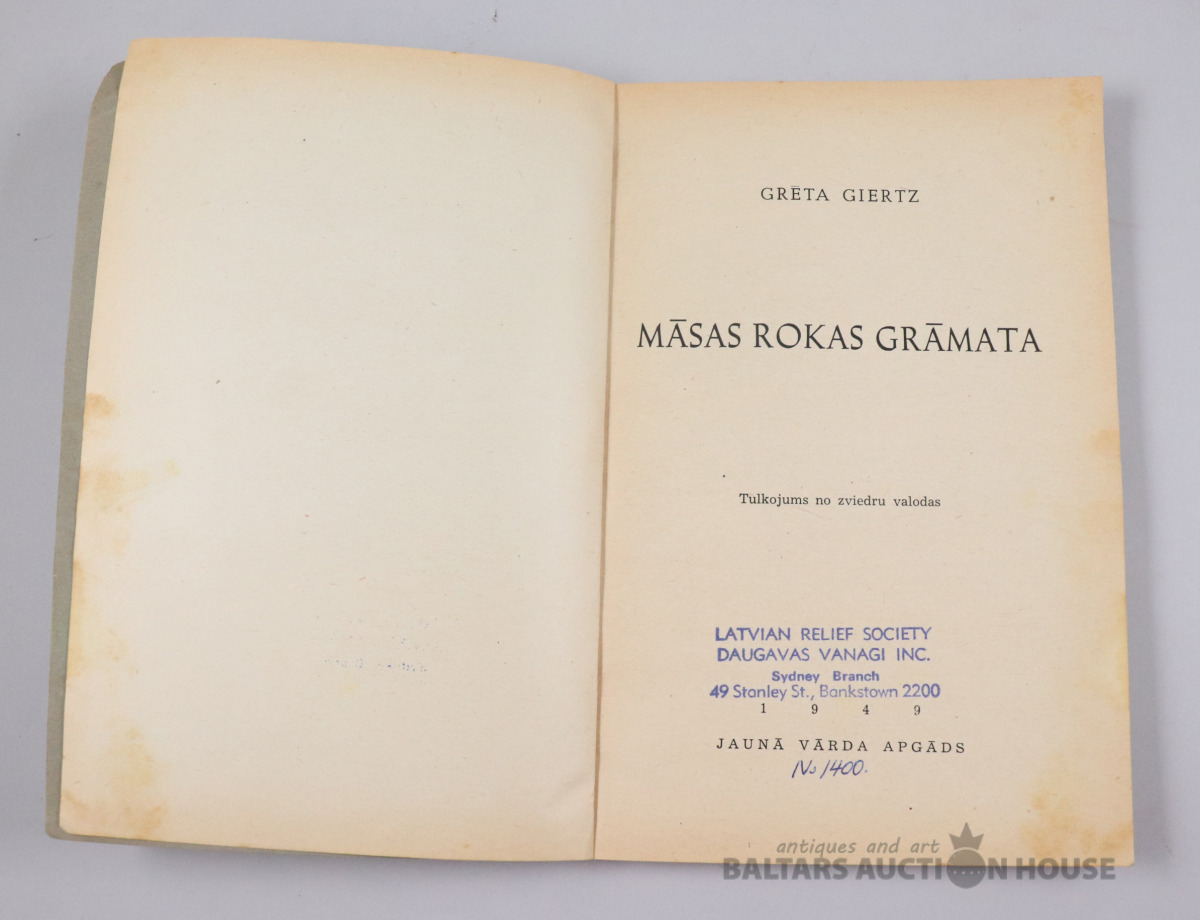 GRĒTA GIERTZ
MĀSAS ROKAS GRĀMATA
Tulkojums no zviedru valodas
LATVIAN RELIEF SOCIETY
DAUGAVAS VANAGI INC.
Sydney Branch
49 Stanley St., Bankstown 2200
1 9 4 9
JAUNĀ VĀRDA APGĀDS
No 1400.
antiques and art
BALTARS AUCTION HOUSE